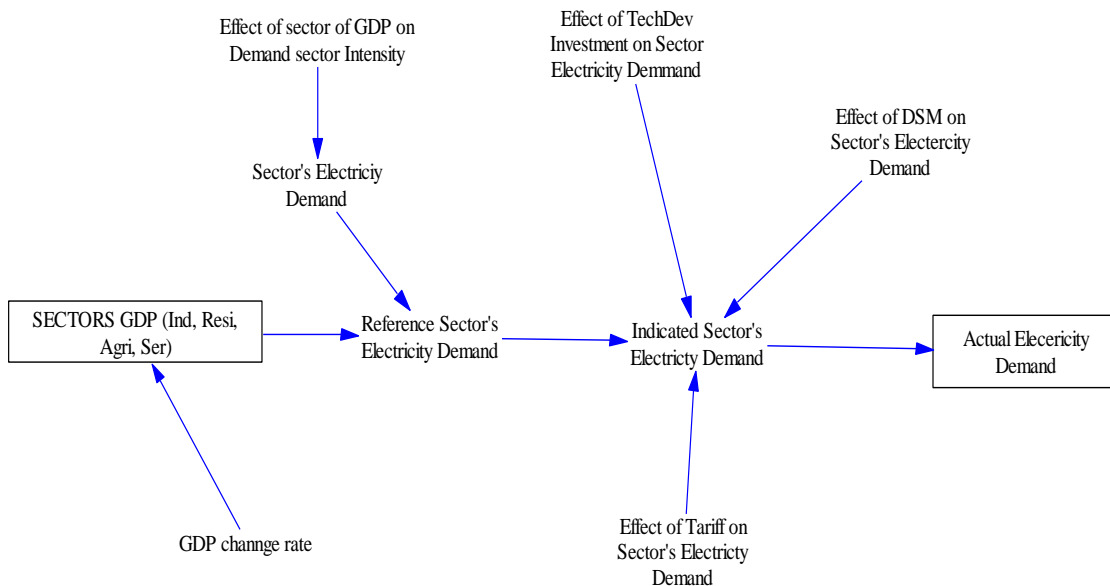 Effect of sector of GDP on
Demand sector Intensity
Effect of TechDev
Investment on Sector
Electricity Demmand
Effect of DSM on
Sector's Electercity
Demand
Sector's Electriciy
Demand
SECTORS GDP (Ind, Resi,
Agri, Ser)
Reference Sector's
Electricity Demand
Indicated Sector's
Electricty Demand
Actual Elecericity
Demand
GDP channge rate
Effect of Tariff on
Sector's Electricty
Demand